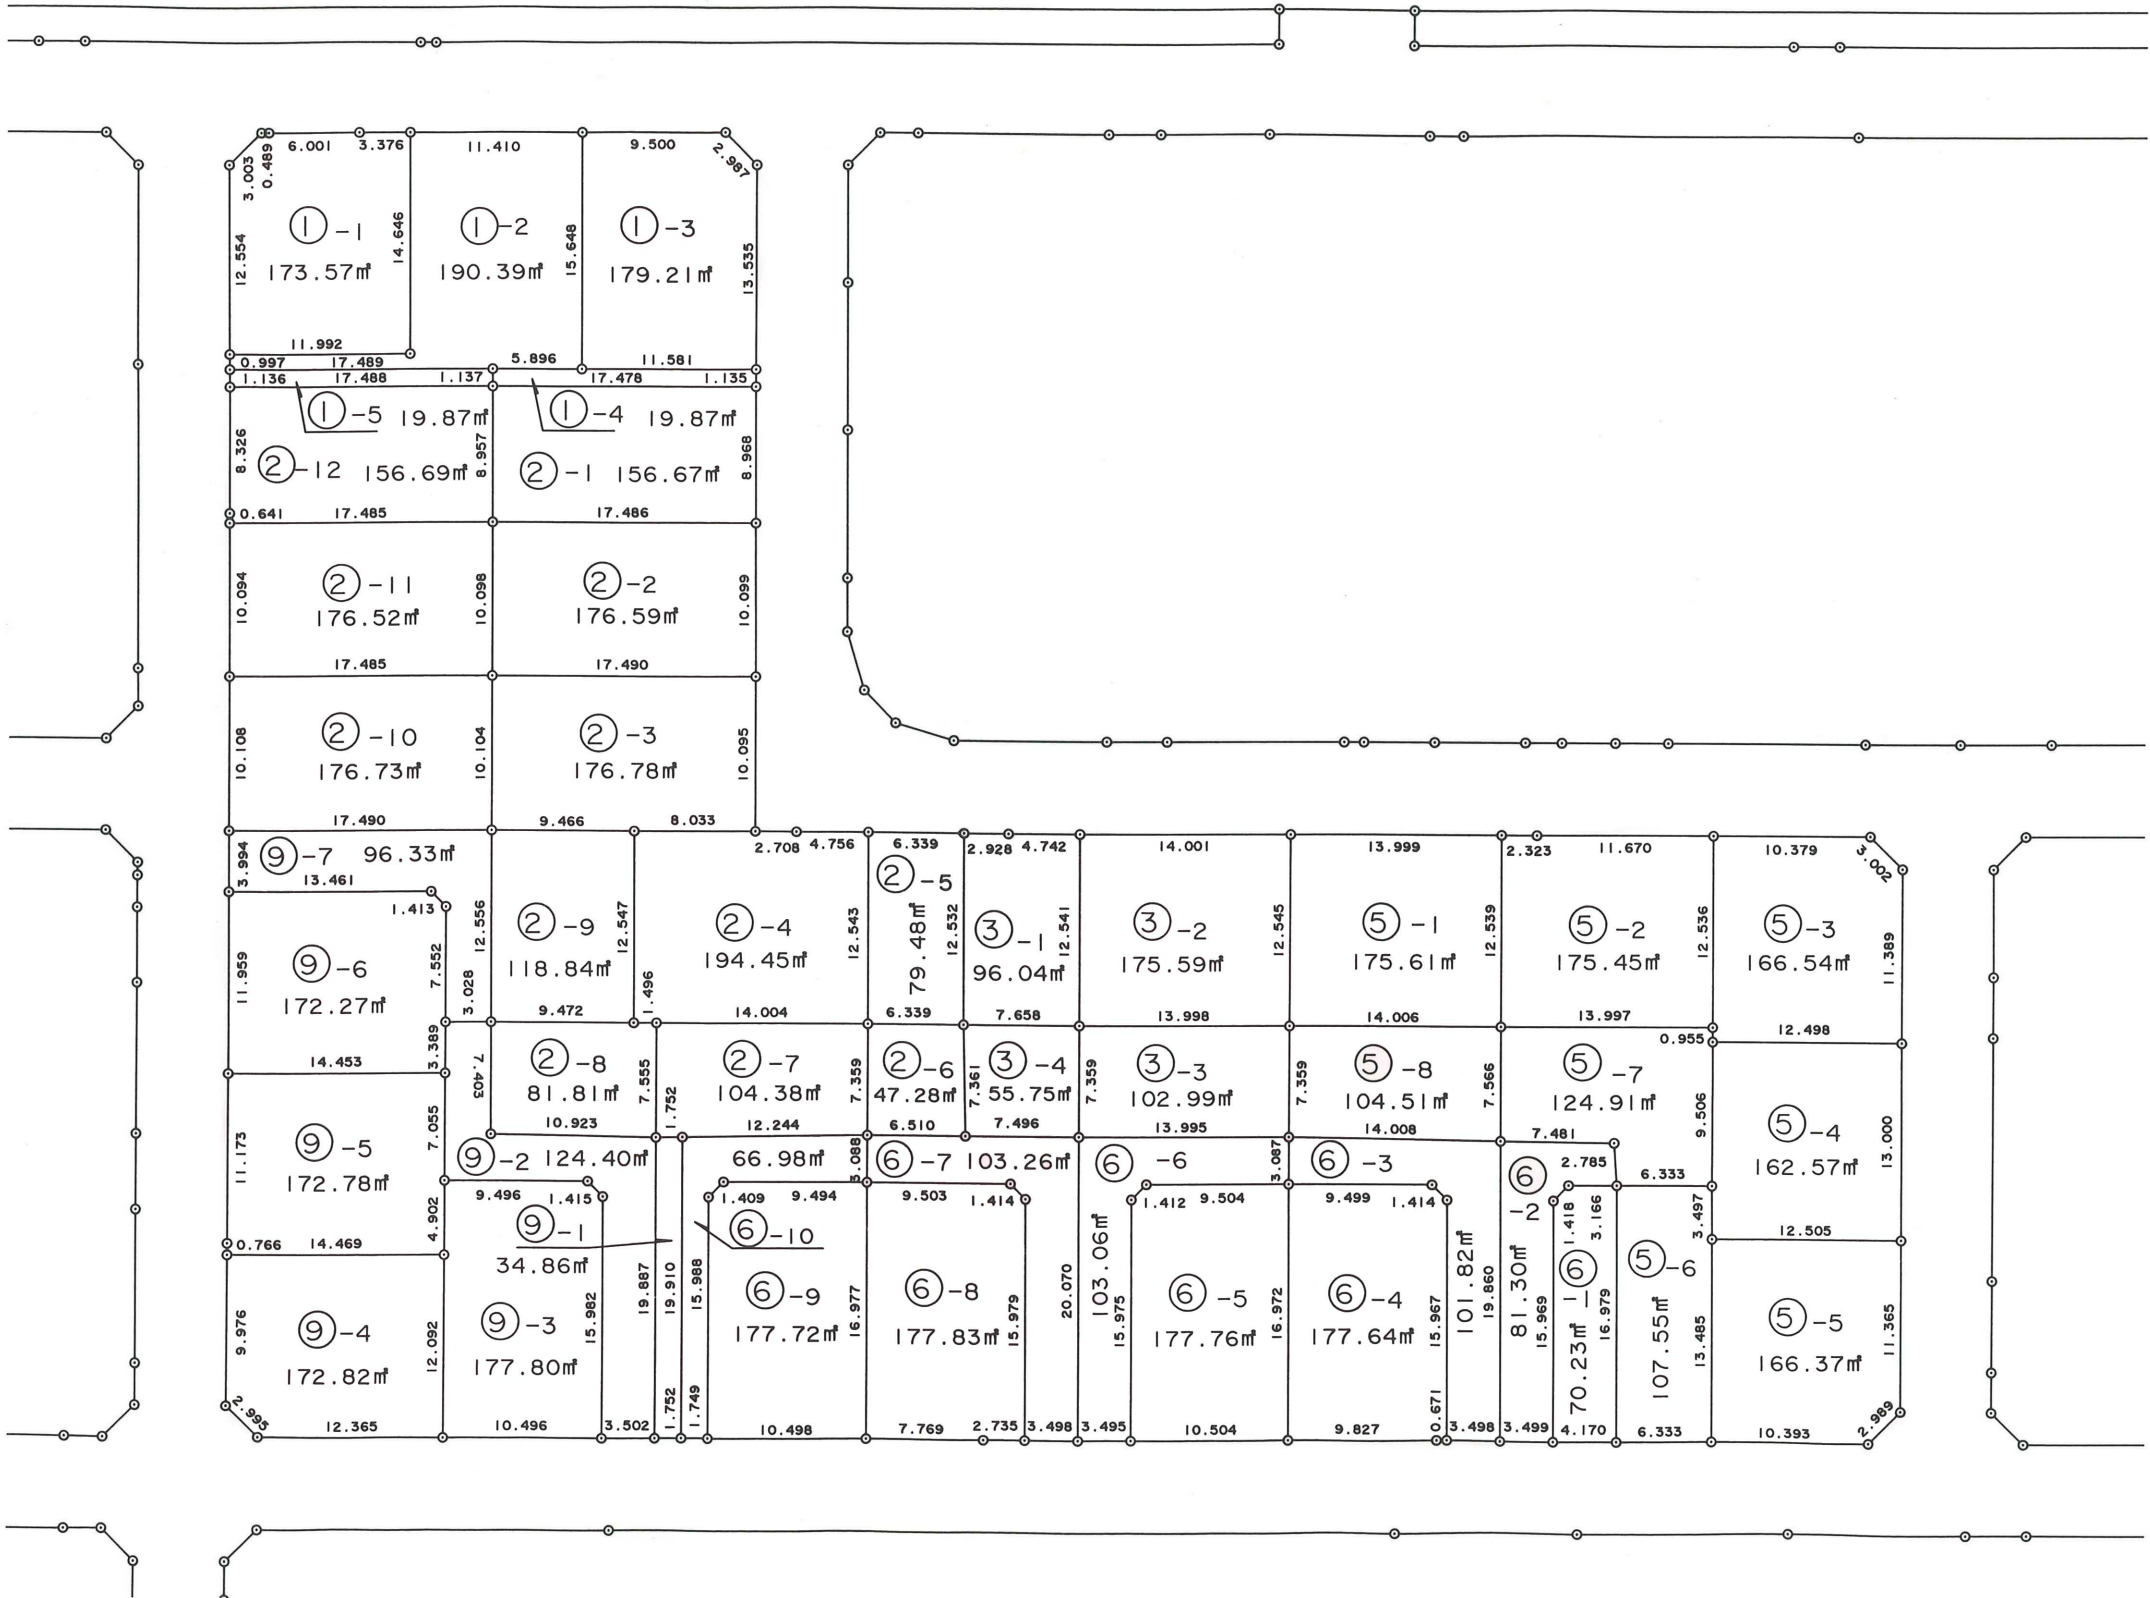 6.001 3.376 11.410 9.500 2.987
3.003 0.489
①-1 ①-2 ①-3
12.554 14.646 15.648 13.535
173.57㎡ 190.39㎡ 179.21㎡
11.992
0.997 17.489 5.896 11.581
1.136 17.488 1.137 17.478 1.135
①-5 19.87㎡ ①-4 19.87㎡
8.326 8.957 8.968
②-12 156.69㎡ ②-1 156.67㎡
0.641 17.485 17.486
②-11 ②-2
10.094 10.098 10.099
176.52㎡ 176.59㎡
17.485 17.490
②-10 ②-3
10.108 10.104 10.095
176.73㎡ 176.78㎡
17.490 9.466 8.033
2.708 4.756 6.339 2.928 4.742 14.001 13.999 2.323 11.670 10.379 3.002
3.994 ⑨-7 96.33㎡
13.461
1.413
②-5
79.48㎡
②-9 ②-4 ③-1 ③-2 ⑤-1 ⑤-2 ⑤-3
12.556 12.547 12.543 12.532 12.541 12.545 12.539 12.536 11.389
118.84㎡ 194.45㎡ 96.04㎡ 175.59㎡ 175.61㎡ 175.45㎡ 166.54㎡
⑨-6
11.959 7.552 3.028 1.496
172.27㎡
9.472 14.004 6.339 7.658 13.998 14.006 13.997 12.498
3.389 0.955
14.453
②-8 ②-7 ②-6 ③-4 ③-3 ⑤-8 ⑤-7
7.403 7.555 1.752 7.359 7.361 7.359 7.359 7.566 9.506
81.81㎡ 104.38㎡ 47.28㎡ 55.75㎡ 102.99㎡ 104.51㎡ 124.91㎡
10.923 12.244 6.510 7.496 13.995 14.008 7.481
⑨-5 ⑤-4
11.173 7.055 13.000
172.78㎡ 162.57㎡
⑨-2 124.40㎡ 66.98㎡ 3.088 ⑥-7 103.26㎡ ⑥-6 3.087 ⑥-3 ⑥-2
2.785 6.333
9.496 1.415 1.409 9.494 9.503 1.414 1.412 9.504 9.499 1.414 1.418 3.166 3.497
4.902
⑨-1 ⑥-10
34.86㎡
0.766 14.469 12.505
103.06㎡ 101.82㎡ 81.30㎡
⑥-1
70.23㎡
⑤-6
107.55㎡
⑨-4 ⑨-3 ⑥-9 ⑥-8 ⑥-5 ⑥-4 ⑤-5
9.976 12.092 15.982 19.887 19.910 15.988 16.977 15.979 20.070 15.975 16.972 15.967 19.860 15.969 16.979 13.485 11.365
172.82㎡ 177.80㎡ 177.72㎡ 177.83㎡ 177.76㎡ 177.64㎡ 166.37㎡
1.752 1.749 0.671
2.995 12.365 10.496 3.502 10.498 7.769 2.735 3.498 3.495 10.504 9.827 3.498 3.499 4.170 6.333 10.393 2.989